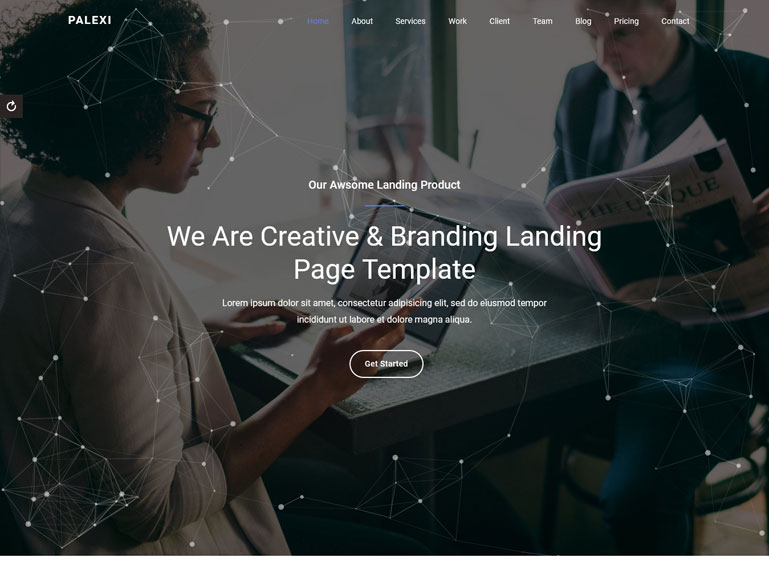 PALEXI
Home About Services Work Client Team Blog Pricing Contact
THE UNIQUE
Our Awsome Landing Product
We Are Creative & Branding Landing
Page Template
Lorem ipsum dolor sit amet, consectetur adipisicing elit, sed do eiusmod tempor
incididunt ut labore et dolore magna aliqua.
Get Started